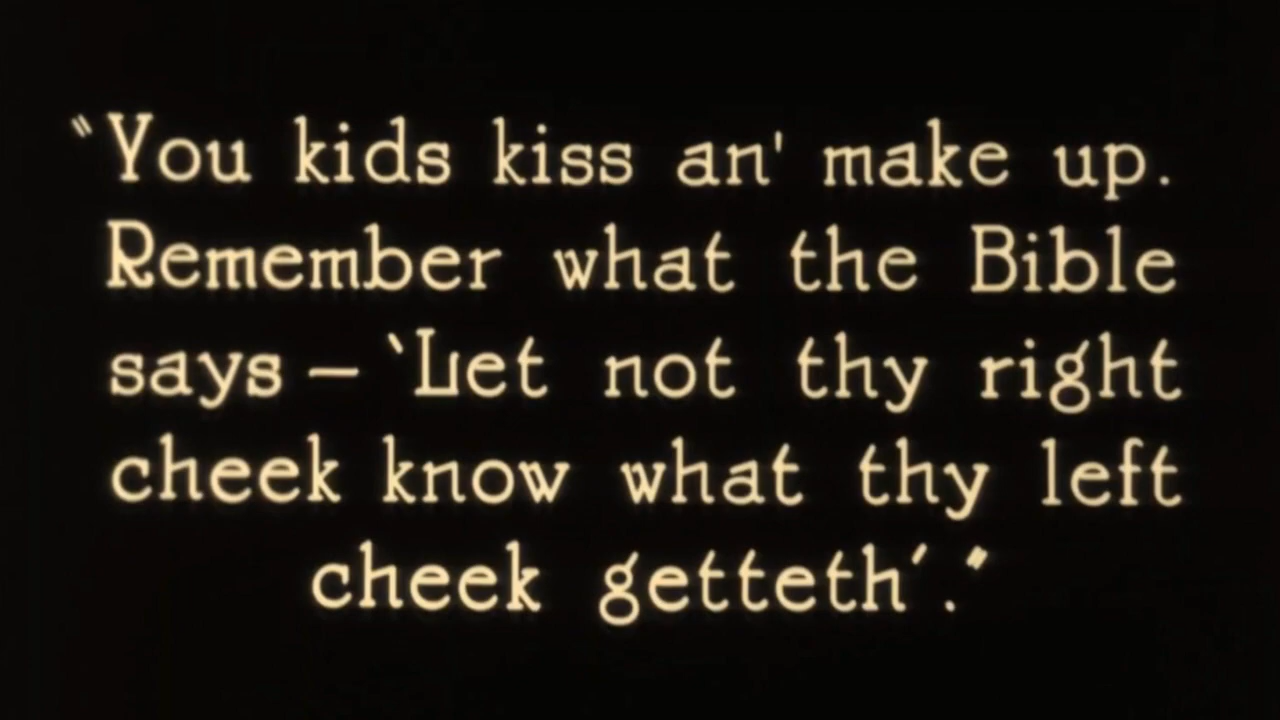 "You kids kiss an' make up.
Remember what the Bible
says – 'Let not thy right
cheek know what thy left
cheek getteth'."